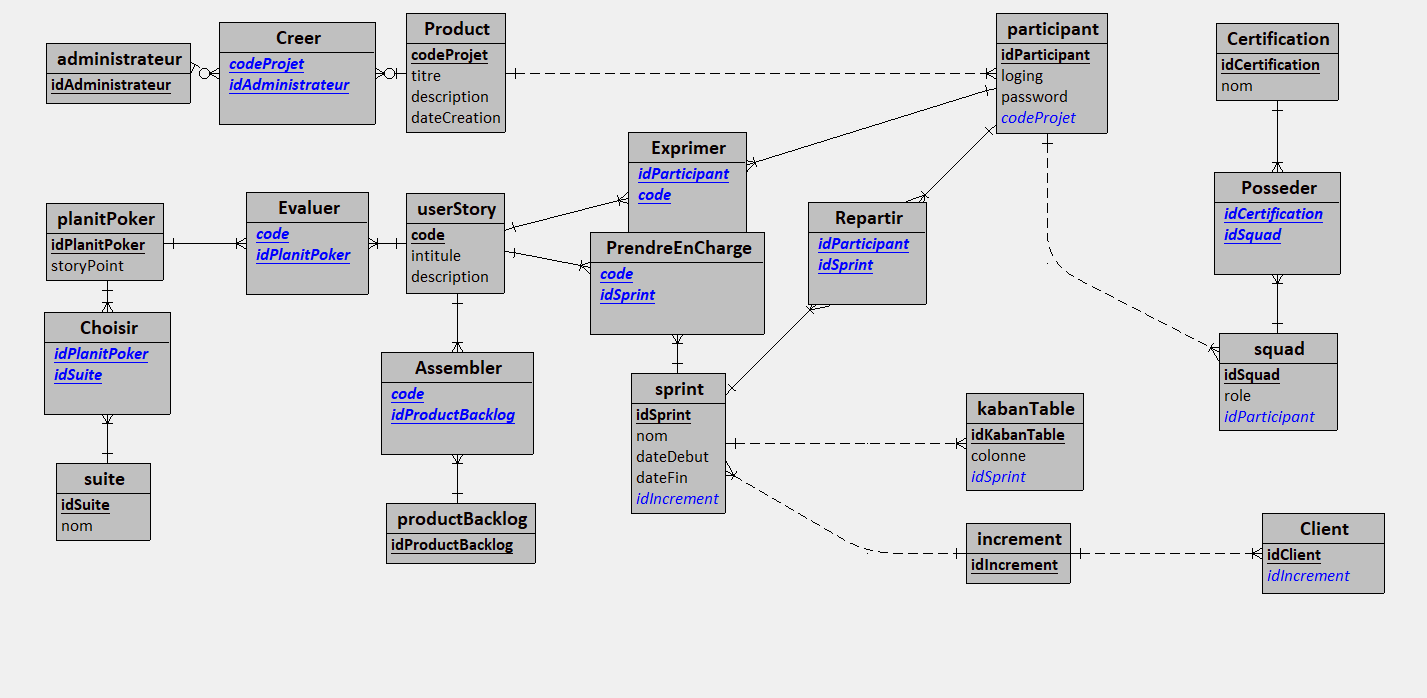 administrateur
idAdministrateur
Creer
codeProjet
idAdministrateur
Product
codeProjet
titre
description
dateCreation
participant
idParticipant
loging
password
codeProjet
Certification
idCertification
nom
Exprimer
idParticipant
code
planitPoker
idPlanitPoker
storyPoint
Evaluer
code
idPlanitPoker
userStory
code
intitule
description
PrendreEnCharge
code
idSprint
Repartir
idParticipant
idSprint
Posseder
idCertification
idSquad
Choisir
idPlanitPoker
idSuite
Assembler
code
idProductBacklog
sprint
idSprint
nom
dateDebut
dateFin
idIncrement
kabanTable
idKabanTable
colonne
idSprint
squad
idSquad
role
idParticipant
suite
idSuite
nom
productBacklog
idProductBacklog
increment
idIncrement
Client
idClient
idIncrement